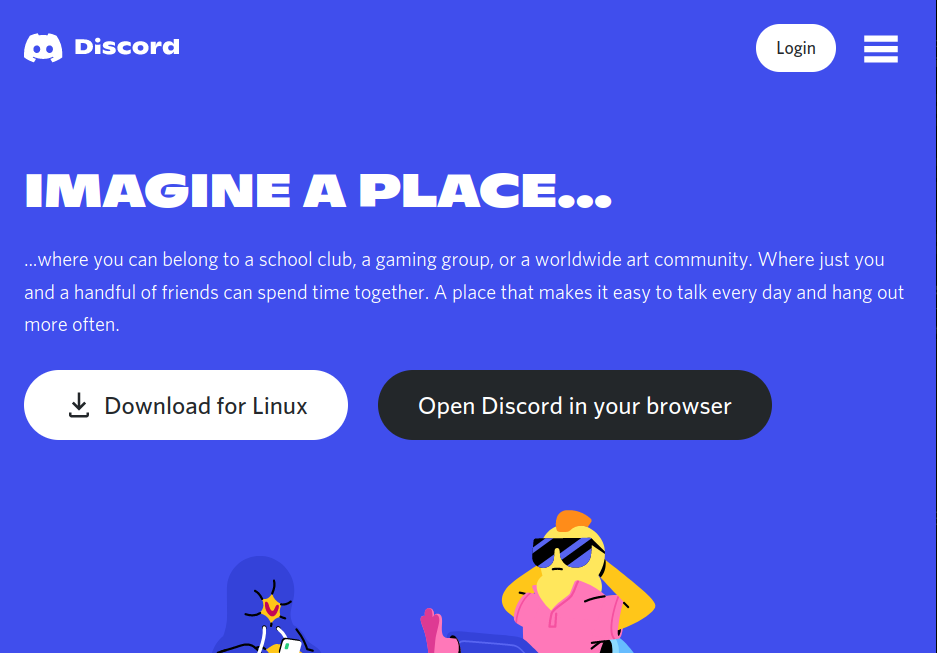 Discord
Login
IMAGINE A PLACE...
...where you can belong to a school club, a gaming group, or a worldwide art community. Where just you
and a handful of friends can spend time together. A place that makes it easy to talk every day and hang out
more often.
Download for Linux
Open Discord in your browser